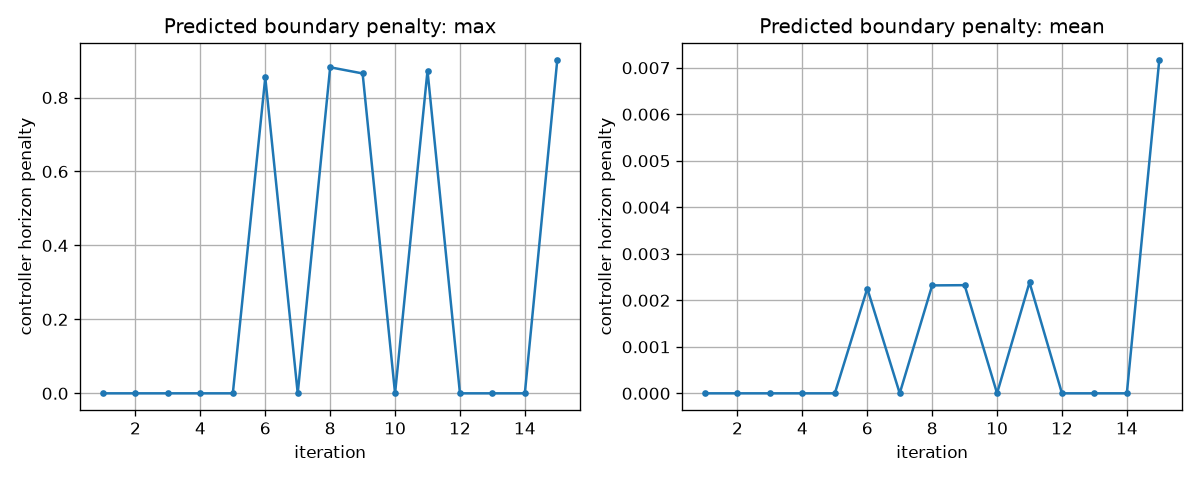 Predicted boundary penalty: max
controller horizon penalty
0.8
0.6
0.4
0.2
0.0
2 4 6 8 10 12 14
iteration
Predicted boundary penalty: mean
controller horizon penalty
0.007
0.006
0.005
0.004
0.003
0.002
0.001
0.000
2 4 6 8 10 12 14
iteration